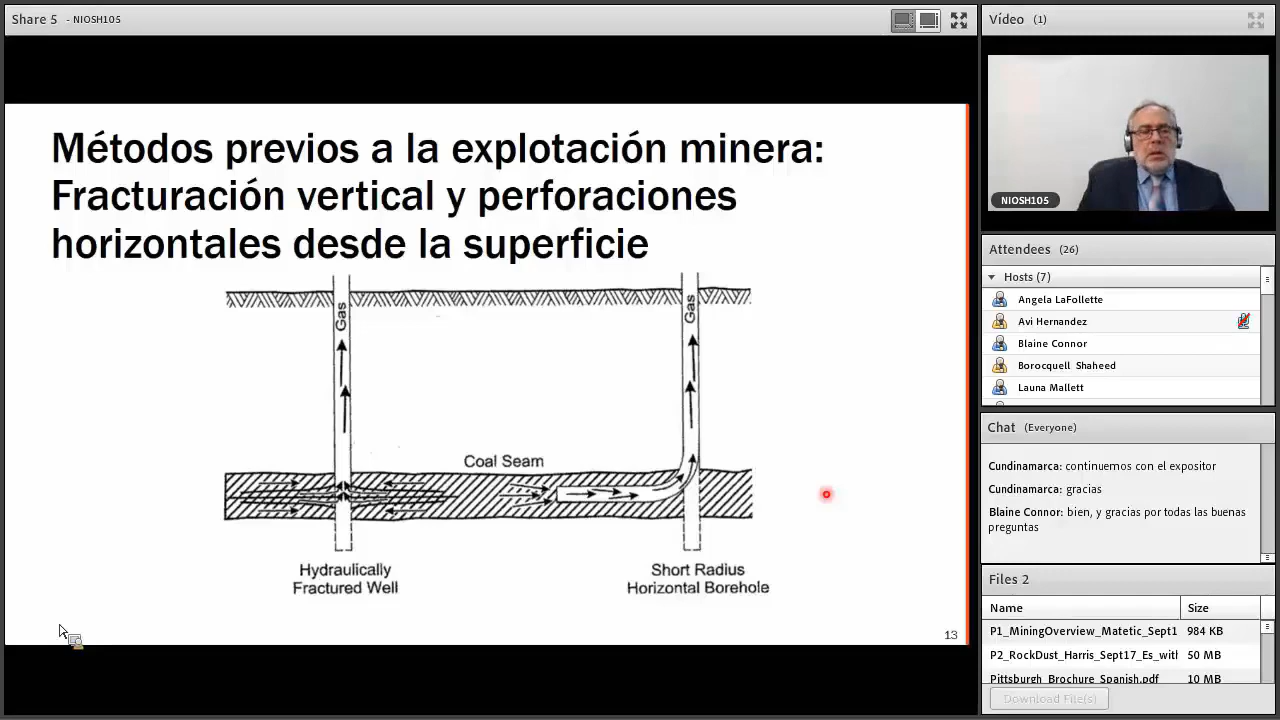 Share 5 - NIOSH105
Métodos previos a la explotación minera:
Fracturación vertical y perforaciones
horizontales desde la superficie
Gas
Gas
Coal Seam
Hydraulically
Fractured Well
Short Radius
Horizontal Borehole
13
Vídeo (1)
NIOSH105
Attendees (26)
Hosts (7)
Angela LaFollette
Avi Hernandez
Blaine Connor
Borocquell Shaheed
Launa Mallett
Chat (Everyone)
Cundinamarca: continuemos con el expositor
Cundinamarca: gracias
Blaine Connor: bien, y gracias por todas las buenas
preguntas
Files 2
Name Size
P1_MiningOverview_Matetic_Sept1 984 KB
P2_RockDust_Harris_Sept17_Es_with 50 MB
Pittsburgh_Brochure_Spanish.pdf 10 MB
Download File(s)